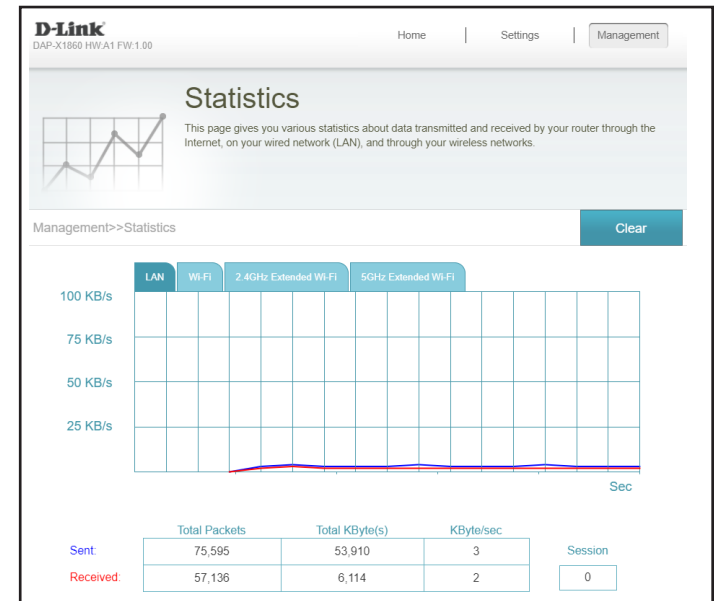 D-Link
DAP-X1860 HW:A1 FW:1.00
Home | Settings | Management
Statistics
This page gives you various statistics about data transmitted and received by your router through the
Internet, on your wired network (LAN), and through your wireless networks.
Management>>Statistics
Clear
LAN Wi-Fi 2.4GHz Extended Wi-Fi 5GHz Extended Wi-Fi
100 KB/s
75 KB/s
50 KB/s
25 KB/s
Sec
Total Packets Total KByte(s) KByte/sec
Sent: 75,595 53,910 3 Session
Received: 57,136 6,114 2 0